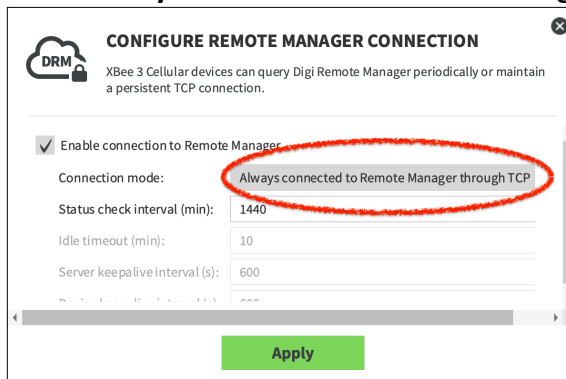 CONFIGURE REMOTE MANAGER CONNECTION
DRM
XBee 3 Cellular devices can query Digi Remote Manager periodically or maintain
a persistent TCP connection.
Enable connection to Remote Manager
Connection mode: Always connected to Remote Manager through TCP
Status check interval (min): 1440
Idle timeout (min): 10
Server keepalive interval (s): 600
Apply